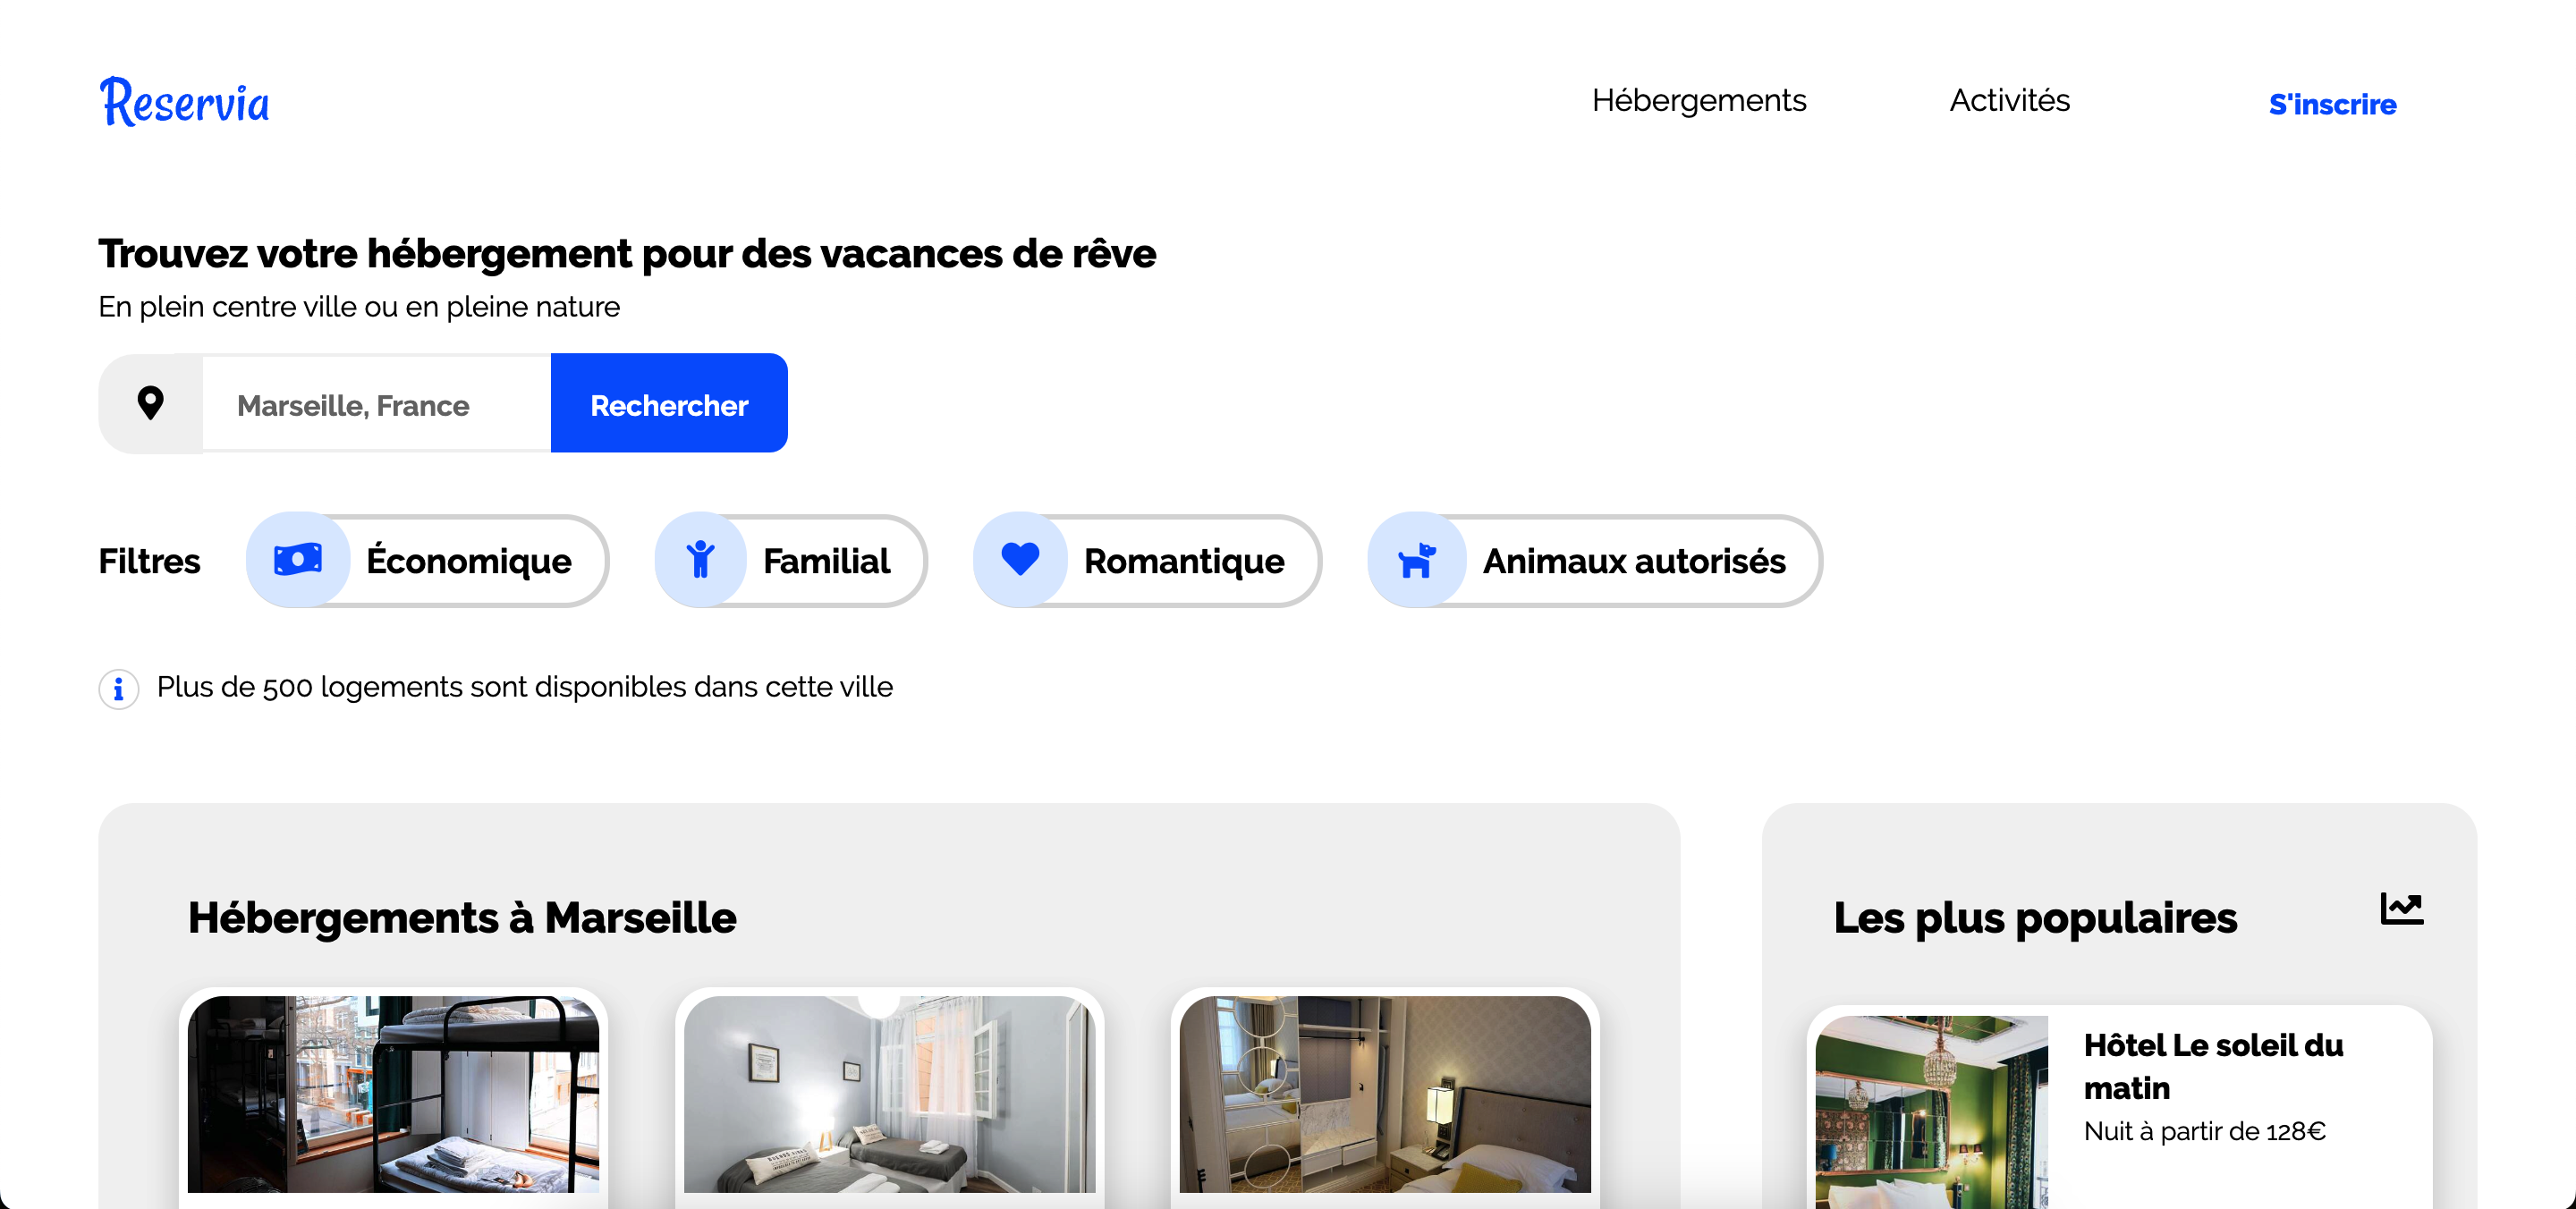 Reservia
Hébergements
Activités
S'inscrire
Trouvez votre hébergement pour des vacances de rêve
En plein centre ville ou en pleine nature
Marseille, France
Rechercher
Filtres
Économique
Familial
Romantique
Animaux autorisés
Plus de 500 logements sont disponibles dans cette ville
Hébergements à Marseille
Les plus populaires
Hôtel Le soleil du
matin
Nuit à partir de 128€